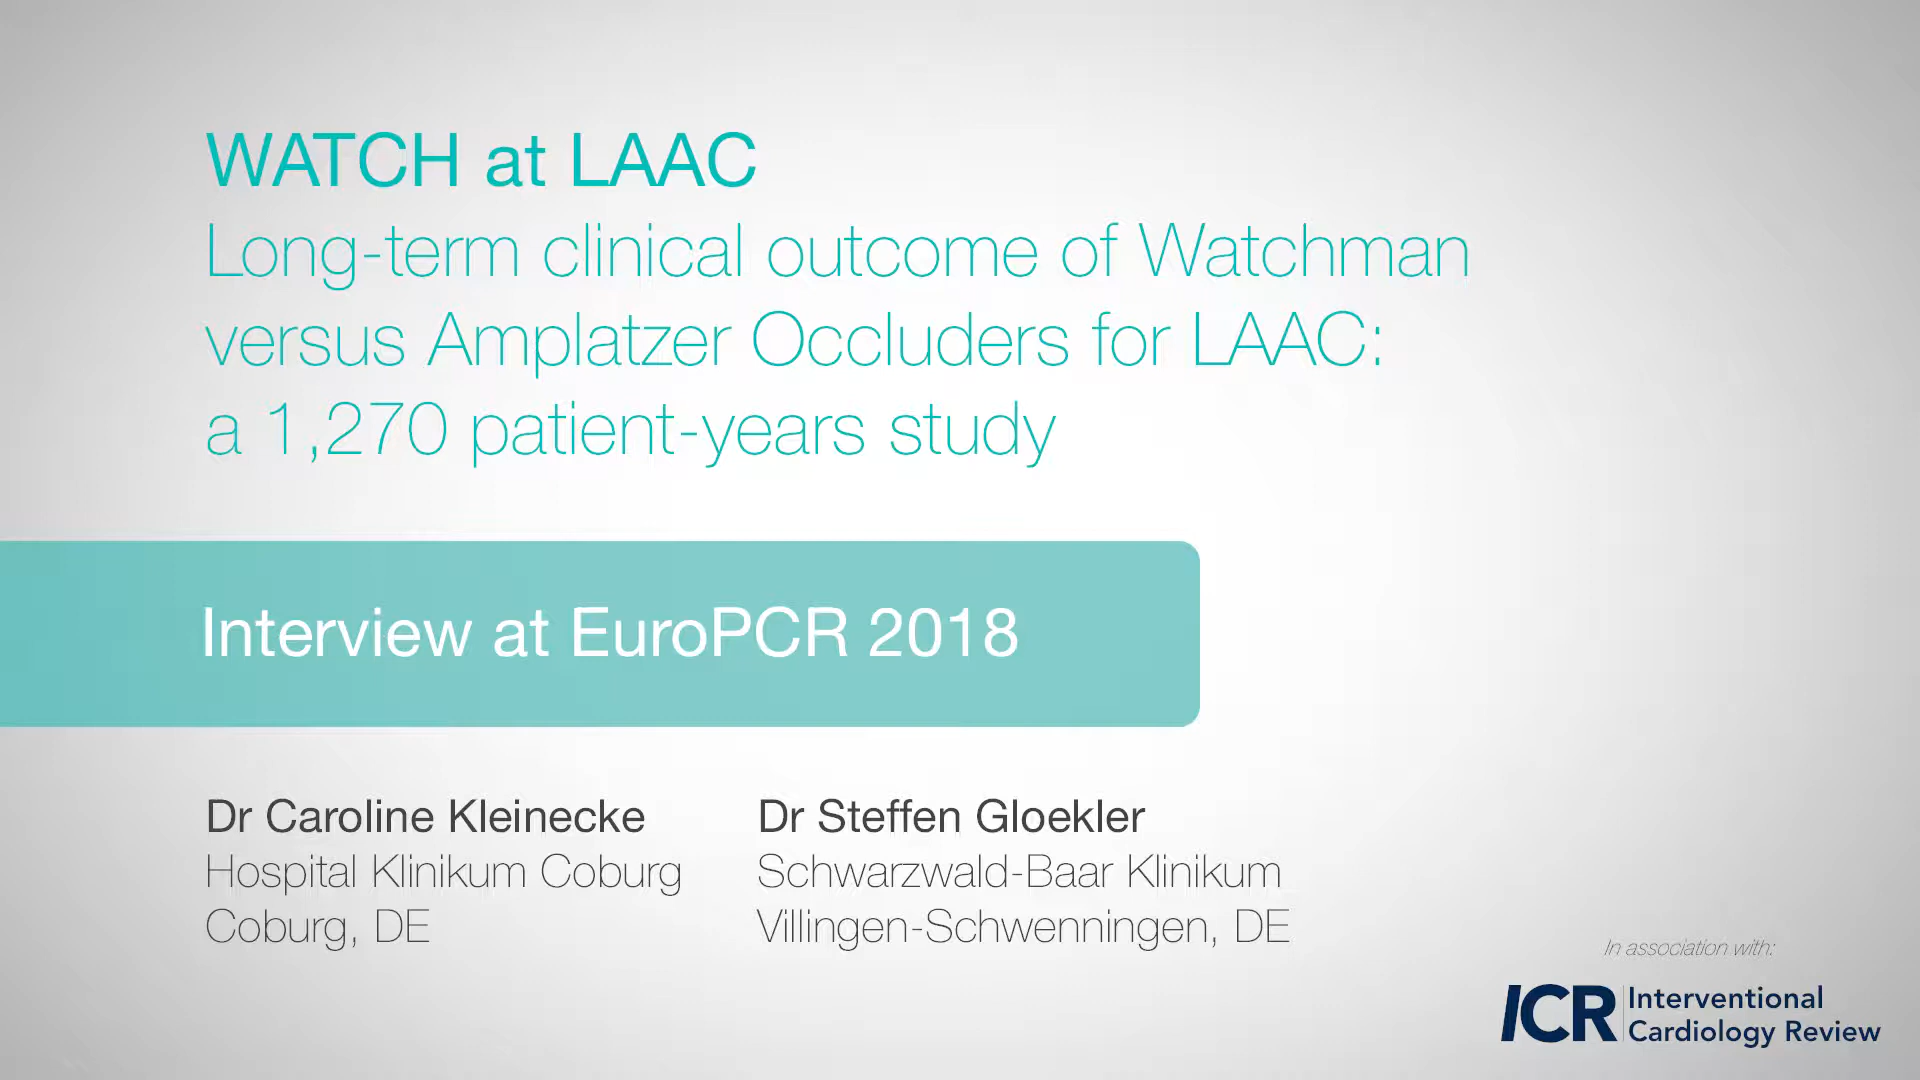 WATCH at LAAC
Long-term clinical outcome of Watchman
versus Amplatzer Occluders for LAAC:
a 1,270 patient-years study
Interview at EuroPCR 2018
Dr Caroline Kleinecke
Hospital Klinikum Coburg
Coburg, DE
Dr Steffen Gloekler
Schwarzwald-Baar Klinikum
Villingen-Schwenningen, DE
In association with:
ICR Interventional
Cardiology Review